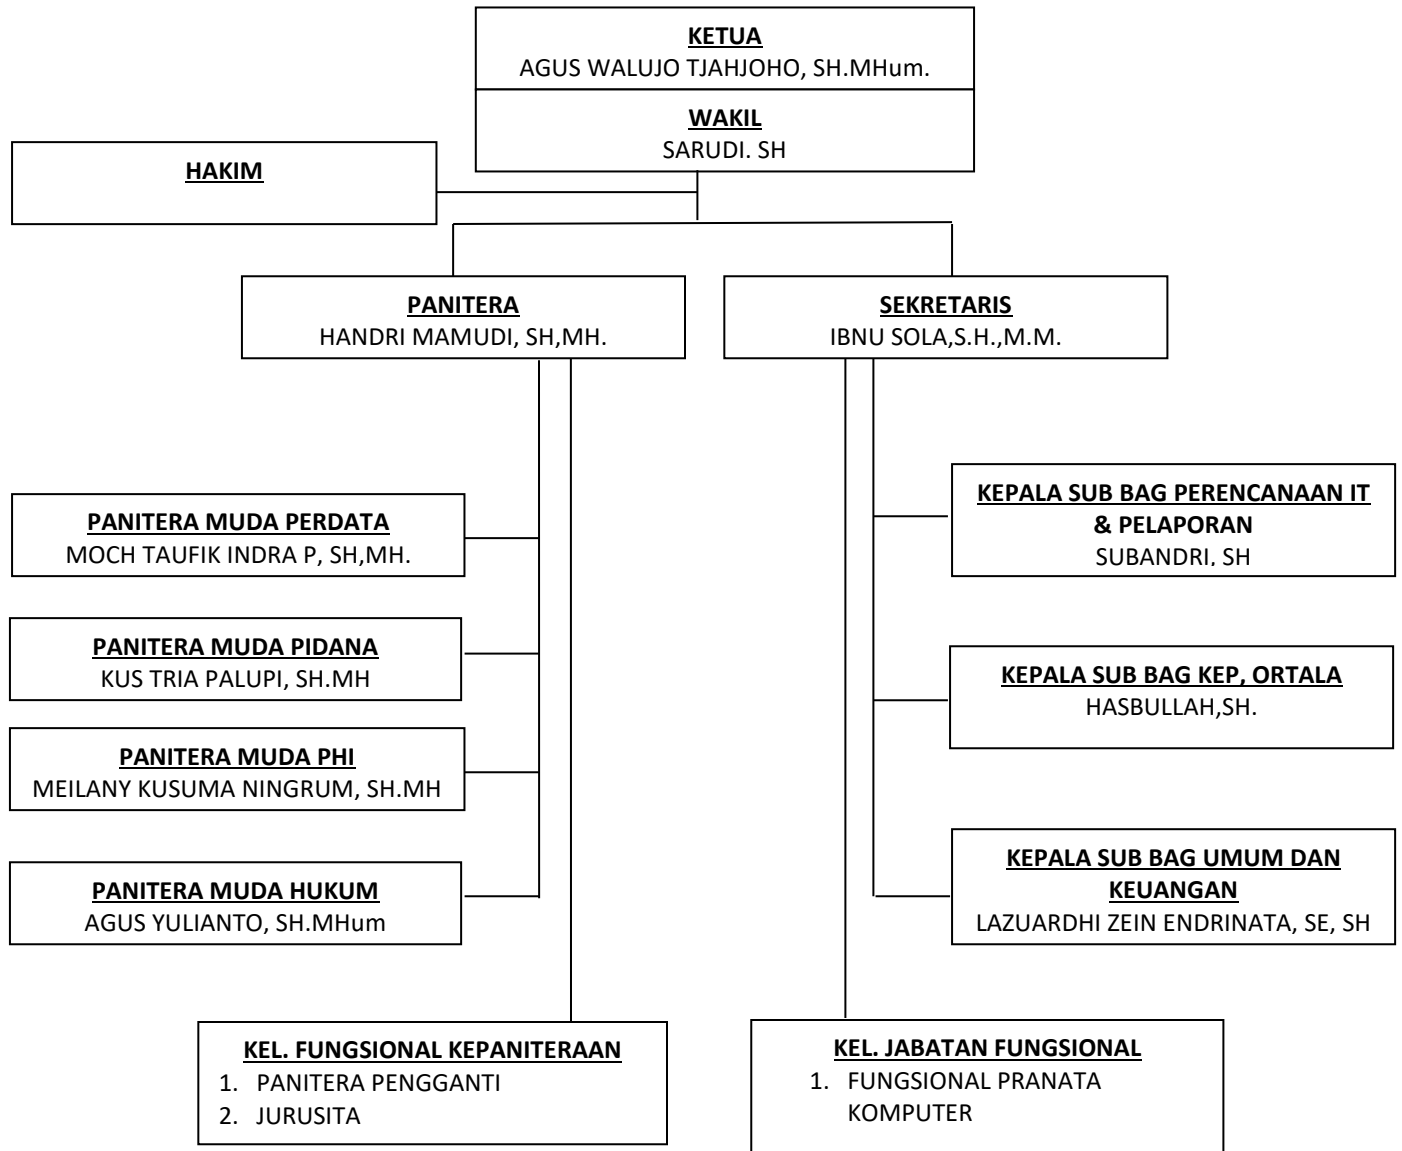 KETUA
AGUS WALUJO TJAHJOHO, SH.MHum.
WAKIL
SARUDI. SH
HAKIM
PANITERA
HANDRI MAMUDI, SH,MH.
SEKRETARIS
IBNU SOLA,S.H.,M.M.
PANITERA MUDA PERDATA
MOCH TAUFIK INDRA P, SH,MH.
PANITERA MUDA PIDANA
KUS TRIA PALUPI, SH.MH
PANITERA MUDA PHI
MEILANY KUSUMA NINGRUM, SH.MH
PANITERA MUDA HUKUM
AGUS YULIANTO, SH.MHum
KEPALA SUB BAG PERENCANAAN IT
& PELAPORAN
SUBANDRI, SH
KEPALA SUB BAG KEP, ORTALA
HASBULLAH,SH.
KEPALA SUB BAG UMUM DAN
KEUANGAN
LAZUARDHI ZEIN ENDRINATA, SE, SH
KEL. FUNGSIONAL KEPANITERAAN
1. PANITERA PENGGANTI
2. JURUSITA
KEL. JABATAN FUNGSIONAL
1. FUNGSIONAL PRANATA
KOMPUTER